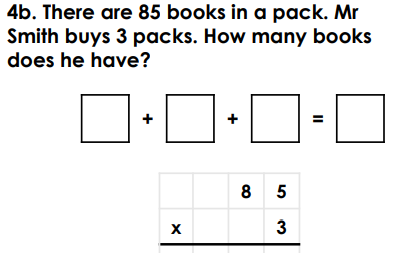 4b. There are 85 books in a pack. Mr
Smith buys 3 packs. How many books
does he have?
+ + =
8 5
x 3